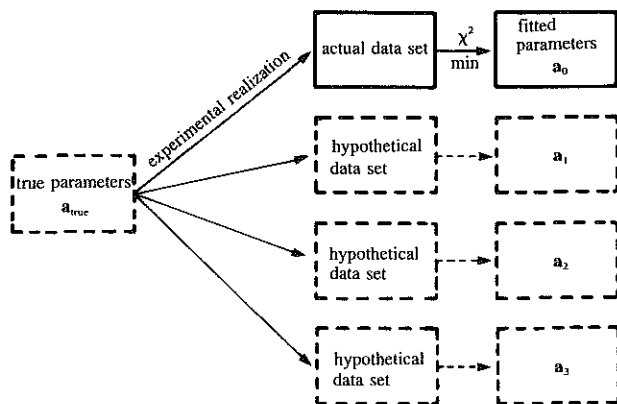 actual data set
χ²
min
fitted
parameters
a₀
experimental realization
hypothetical
data set
a₁
true parameters
a_true
hypothetical
data set
a₂
hypothetical
data set
a₃